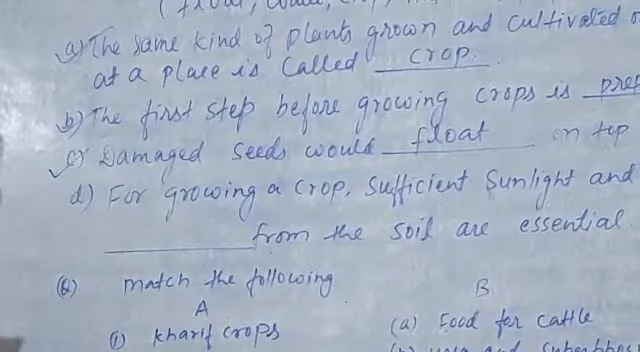 a) The same kind of plants grown and cultivated
at a place is called crop.
b) The first step before growing crops is
c) Damaged seeds would float on top
d) For growing a crop, sufficient sunlight and
from the soil are essential.
(Q) match the following
A B
(i) kharif crops (a) Food for cattle
and